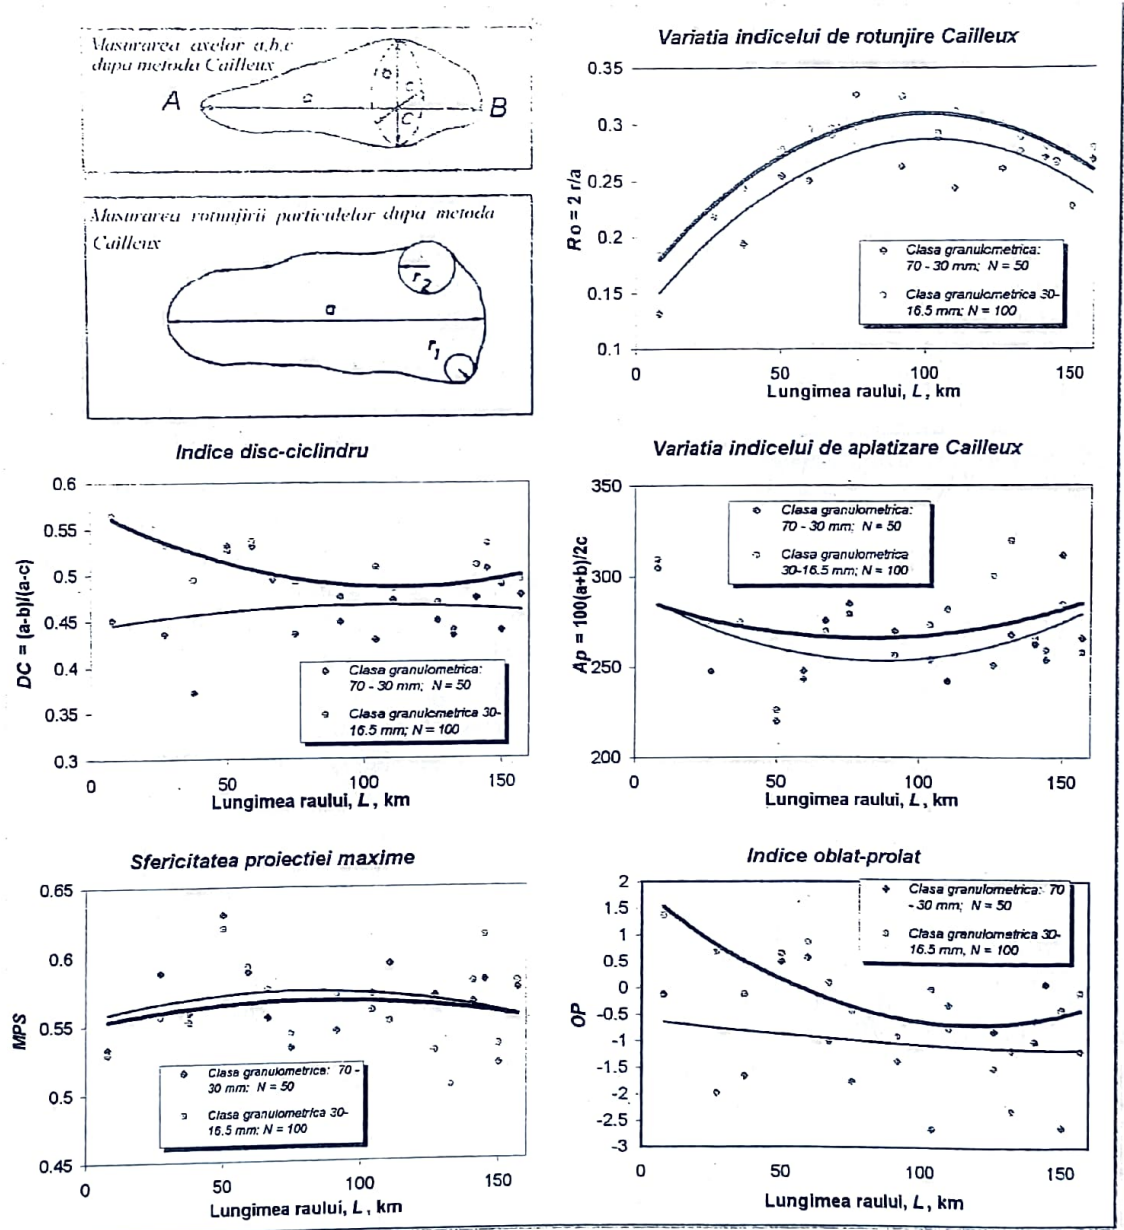 Masurarea axelor a,b,c
dupa metoda Cailleux
A
a
b
c
C
B
Masurarea rotunjirii particulelor dupa metoda
Cailleux
r2
a
r1
Variatia indicelui de rotunjire Cailleux
Ro = 2 r/a
0.35
0.3
0.25
0.2
0.15
0.1
Clasa granulometrica:
70 - 30 mm; N = 50
Clasa granulometrica 30-
16.5 mm; N = 100
0
50
100
150
Lungimea raului, L, km
Indice disc-ciclindru
DC = (a-b)/(a-c)
0.6
0.55
0.5
0.45
0.4
0.35
0.3
Clasa granulometrica:
70 - 30 mm; N = 50
Clasa granulometrica 30-
16.5 mm; N = 100
0
50
100
150
Lungimea raului, L, km
Variatia indicelui de aplatizare Cailleux
Ap = 100(a+b)/2c
350
300
250
200
Clasa granulometrica:
70 - 30 mm; N = 50
Clasa granulometrica
30-16.5 mm; N = 100
0
50
100
150
Lungimea raului, L, km
Sfericitatea proiectiei maxime
MPS
0.65
0.6
0.55
0.5
0.45
Clasa granulometrica: 70 -
30 mm; N = 50
Clasa granulometrica 30-
16.5 mm; N = 100
0
50
100
150
Lungimea raului, L, km
Indice oblat-prolat
OP
2
1.5
1
0.5
0
-0.5
-1
-1.5
-2
-2.5
-3
Clasa granulometrica: 70
- 30 mm; N = 50
Clasa granulometrica 30-
16.5 mm, N = 100
0
50
100
150
Lungimea raului, L, km